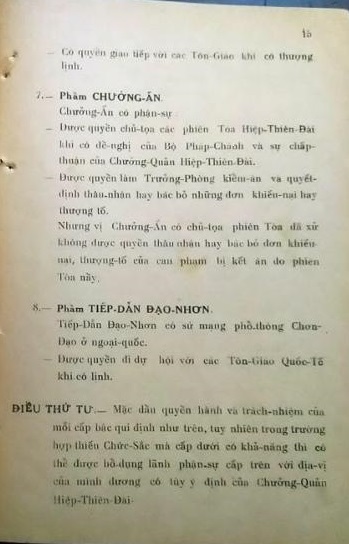 15
— Có quyền giao tiếp với các Tôn-Giáo khi có thượng
lịnh.
7.— Phẩm CHƯỞNG-ẤN.
Chưởng-Ấn có phận-sự
— Được quyền chủ-tọa các phiên Tòa Hiệp-Thiên-Đài
khi có đề-nghị của Bộ Pháp-Chánh và sự chấp-
thuận của Chưởng-Quản Hiệp-Thiên-Đài.
— Được quyền làm Trưởng-Phòng kiểm-án và quyết-
định thâu-nhận hay bác bỏ những đơn khiếu-nại hay
thượng tố.
Nhưng vị Chưởng-Ấn có chủ-tọa phiên Tòa đã xử
không được quyền thâu nhận hay bác bỏ đơn khiếu-
nại, thượng-tố của can phạm bị kết án do phiên
Tòa nầy.
8.— Phẩm TIẾP-DẪN ĐẠO-NHƠN.
Tiếp-Dẫn Đạo-Nhơn có sứ mạng phổ-thông Chơn-
Đạo ở ngoại-quốc.
— Được quyền đi dự hội với các Tôn-Giáo Quốc-Tế
khi có lịnh.
ĐIỀU THỨ TƯ.— Mặc dầu quyền hành và trách-nhiệm của
mỗi cấp bác qui định như trên, tuy nhiên trong trường
hợp thiếu Chức-Sắc mà cấp dưới có khả-năng thì có
thể được bổ-dụng lãnh phận-sự cấp trên với địa-vị
của mình đương có tùy ý định của Chưởng-Quản
Hiệp-Thiên-Đài.